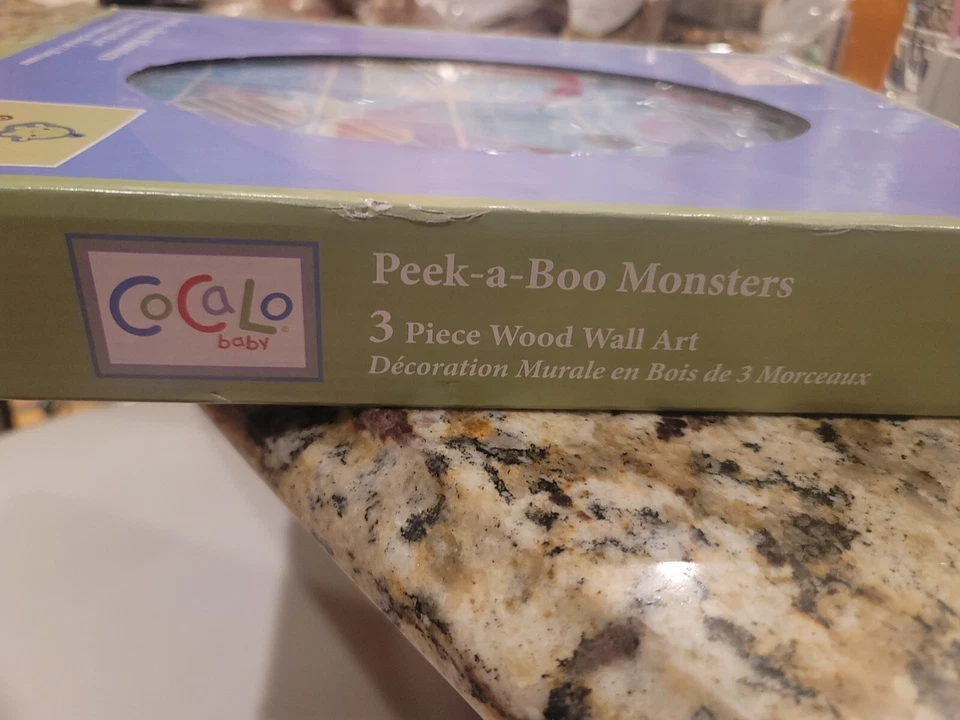 CoCaLo
baby
Peek-a-Boo Monsters
3 Piece Wood Wall Art
Décoration Murale en Bois de 3 Morceaux